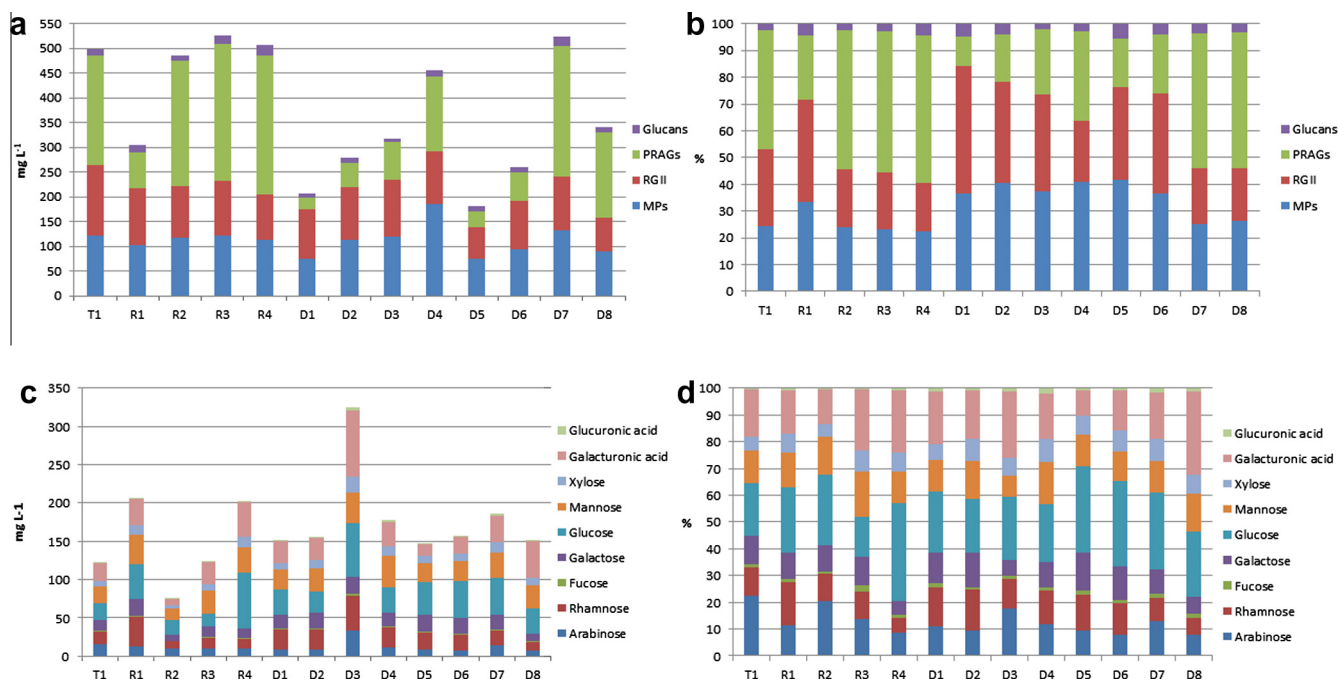 a
550
500
450
400
350
300
250
200
150
100
50
0
mg L-1
T1 R1 R2 R3 R4 D1 D2 D3 D4 D5 D6 D7 D8
Glucans
PRAGs
RGII
MPs
b
100
90
80
70
60
50
40
30
20
10
0
%
T1 R1 R2 R3 R4 D1 D2 D3 D4 D5 D6 D7 D8
Glucans
PRAGs
RGII
MPs
c
350
300
250
200
150
100
50
0
mg L-1
T1 R1 R2 R3 R4 D1 D2 D3 D4 D5 D6 D7 D8
Glucuronic acid
Galacturonic acid
Xylose
Mannose
Glucose
Galactose
Fucose
Rhamnose
Arabinose
d
100
90
80
70
60
50
40
30
20
10
0
%
T1 R1 R2 R3 R4 D1 D2 D3 D4 D5 D6 D7 D8
Glucuronic acid
Galacturonic acid
Xylose
Mannose
Glucose
Galactose
Fucose
Rhamnose
Arabinose